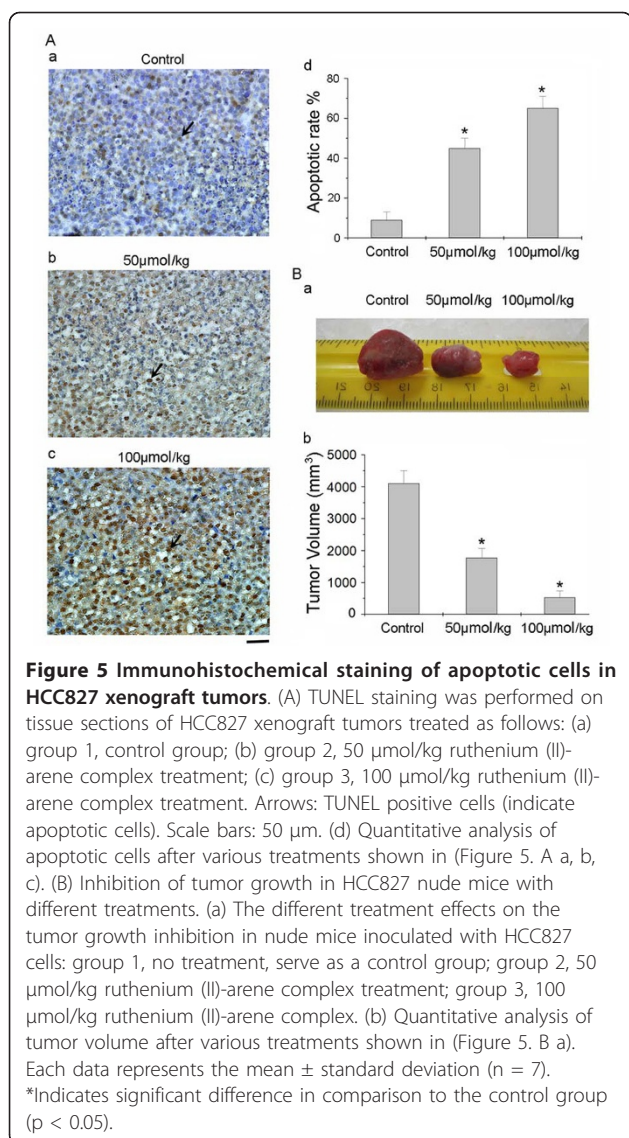 A
a
Control
b
50μmol/kg
c
100μmol/kg
d
80
60
40
20
0
Apoptotic rate %
*
*
Control
50μmol/kg
100μmol/kg
B
a
Control 50μmol/kg 100μmol/kg
21 20 19 18 17 16 15 14
b
5000
4000
3000
2000
1000
0
Tumor Volume (mm³)
*
*
Control
50μmol/kg
100μmol/kg
Figure 5 Immunohistochemical staining of apoptotic cells in
HCC827 xenograft tumors. (A) TUNEL staining was performed on
tissue sections of HCC827 xenograft tumors treated as follows: (a)
group 1, control group; (b) group 2, 50 μmol/kg ruthenium (II)-
arene complex treatment; (c) group 3, 100 μmol/kg ruthenium (II)-
arene complex treatment. Arrows: TUNEL positive cells (indicate
apoptotic cells). Scale bars: 50 μm. (d) Quantitative analysis of
apoptotic cells after various treatments shown in (Figure 5. A a, b,
c). (B) Inhibition of tumor growth in HCC827 nude mice with
different treatments. (a) The different treatment effects on the
tumor growth inhibition in nude mice inoculated with HCC827
cells: group 1, no treatment, serve as a control group; group 2, 50
μmol/kg ruthenium (II)-arene complex treatment; group 3, 100
μmol/kg ruthenium (II)-arene complex. (b) Quantitative analysis of
tumor volume after various treatments shown in (Figure 5. B a).
Each data represents the mean ± standard deviation (n = 7).
*Indicates significant difference in comparison to the control group
(p < 0.05).